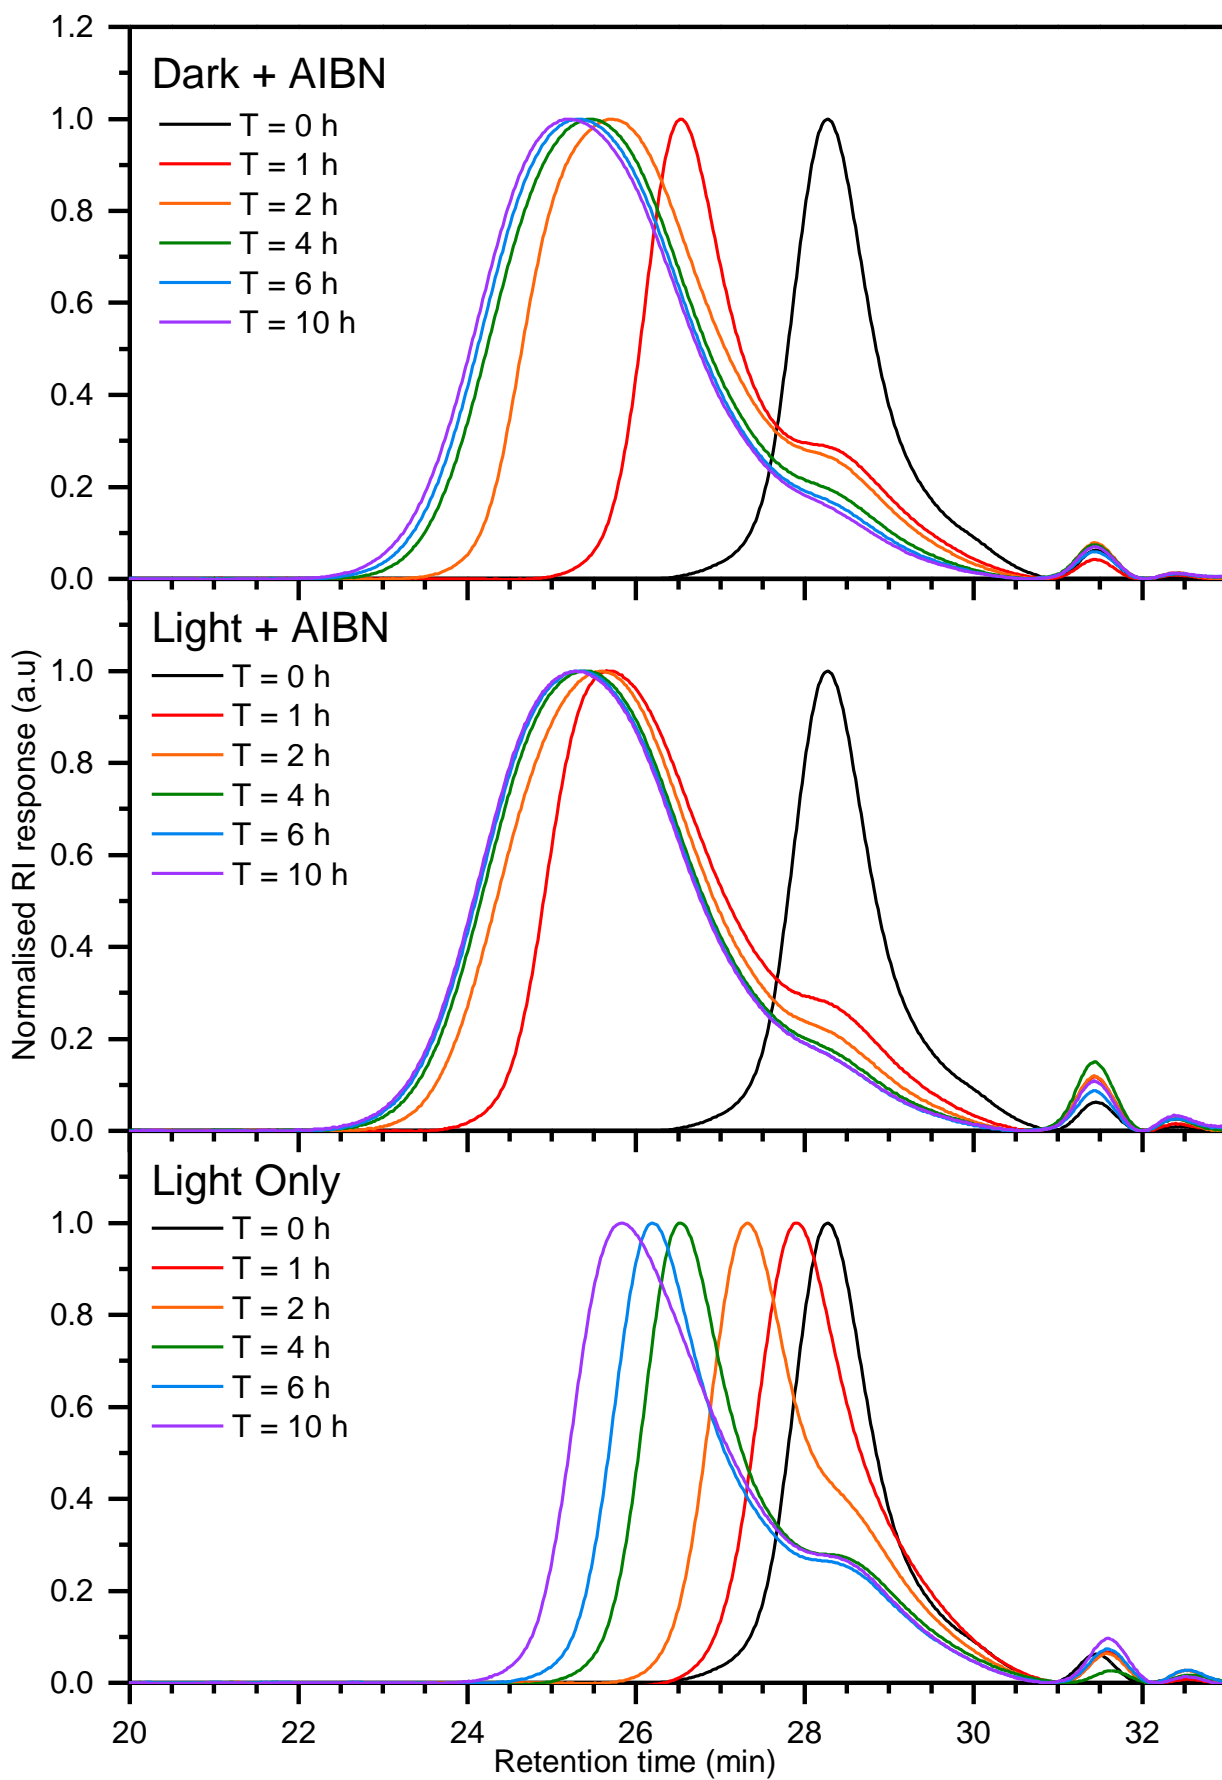 1.2
Dark + AIBN
T = 0 h
1.0
T = 1 h
T = 2 h
0.8
T = 4 h
T = 6 h
0.6
T = 10 h
0.4
0.2
0.0
Light + AIBN
1.0
T = 0 h
T = 1 h
T = 2 h
0.8
T = 4 h
T = 6 h
0.6
T = 10 h
0.4
0.2
0.0
Normalised RI response (a.u)
Light Only
1.0
T = 0 h
T = 1 h
T = 2 h
0.8
T = 4 h
T = 6 h
0.6
T = 10 h
0.4
0.2
0.0
20 22 24 26 28 30 32
Retention time (min)